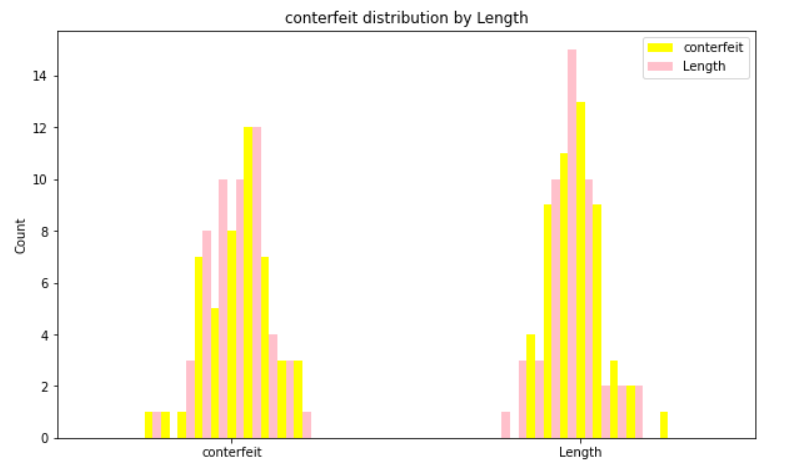 conterfeit distribution by Length
conterfeit
Length
14
12
10
8
6
4
2
0
Count
conterfeit
Length